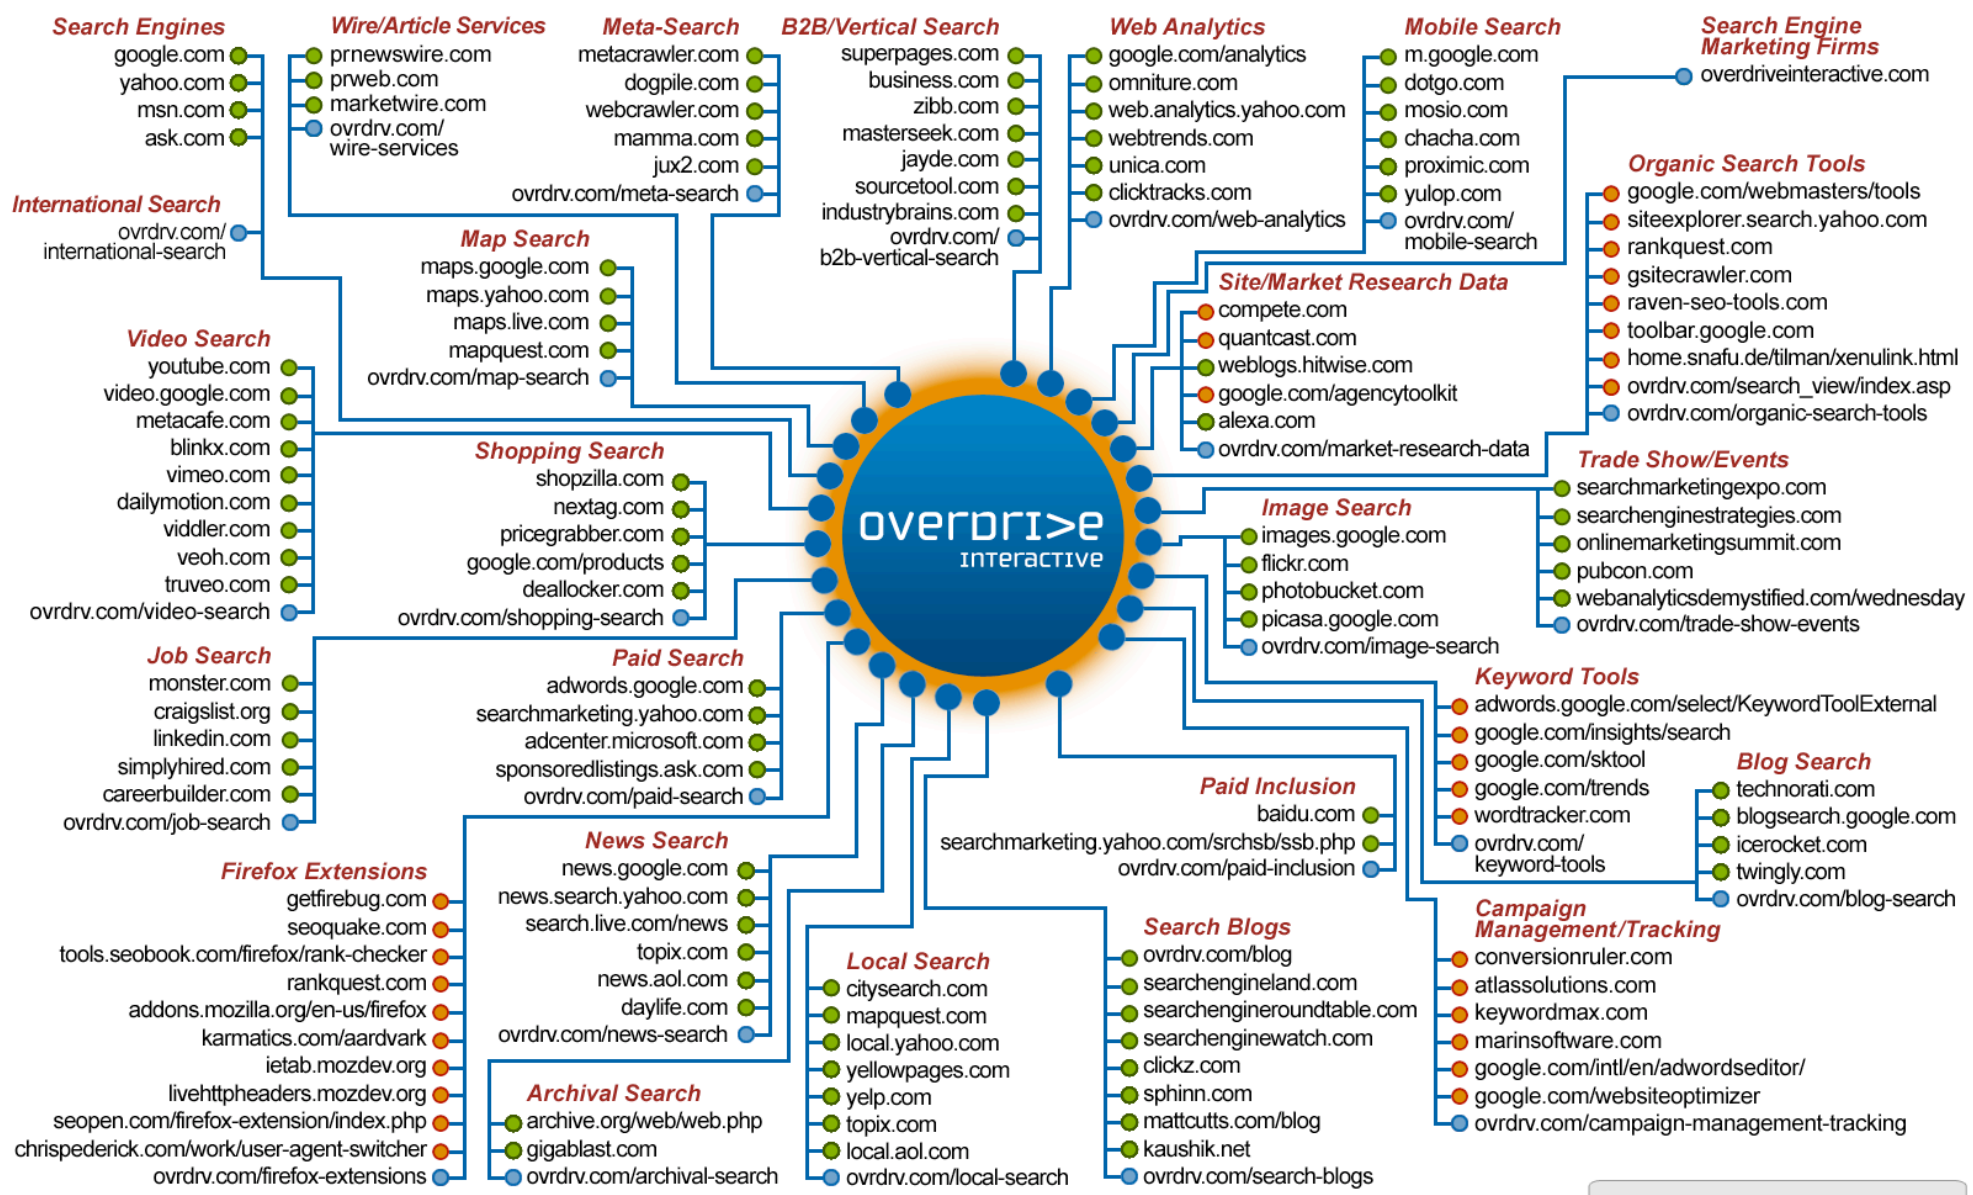 Search Engines
google.com
yahoo.com
msn.com
ask.com
International Search
ovrdrv.com/
international-search
Wire/Article Services
prnewswire.com
prweb.com
marketwire.com
ovrdrv.com/
wire-services
Meta-Search
metacrawler.com
dogpile.com
webcrawler.com
mamma.com
jux2.com
ovrdrv.com/meta-search
B2B/Vertical Search
superpages.com
business.com
zibb.com
masterseek.com
jayde.com
sourcetool.com
industrybrains.com
ovrdrv.com/
b2b-vertical-search
Web Analytics
google.com/analytics
omniture.com
web.analytics.yahoo.com
webtrends.com
unica.com
clicktracks.com
ovrdrv.com/web-analytics
Mobile Search
m.google.com
dotgo.com
mosio.com
chacha.com
proximic.com
yulop.com
ovrdrv.com/
mobile-search
Search Engine
Marketing Firms
overdriveinteractive.com
Organic Search Tools
google.com/webmasters/tools
siteexplorer.search.yahoo.com
rankquest.com
gsitecrawler.com
raven-seo-tools.com
toolbar.google.com
home.snafu.de/tilman/xenulink.html
ovrdrv.com/search_view/index.asp
ovrdrv.com/organic-search-tools
Map Search
maps.google.com
maps.yahoo.com
maps.live.com
mapquest.com
ovrdrv.com/map-search
Site/Market Research Data
compete.com
quantcast.com
weblogs.hitwise.com
google.com/agencytoolkit
alexa.com
ovrdrv.com/market-research-data
Video Search
youtube.com
video.google.com
metacafe.com
blinkx.com
vimeo.com
dailymotion.com
viddler.com
veoh.com
truveo.com
ovrdrv.com/video-search
Shopping Search
shopzilla.com
nextag.com
pricegrabber.com
google.com/products
deallocker.com
ovrdrv.com/shopping-search
overdri>e
interactive
Image Search
images.google.com
flickr.com
photobucket.com
picasa.google.com
ovrdrv.com/image-search
Trade Show/Events
searchmarketingexpo.com
searchenginestrategies.com
onlinemarketingsummit.com
pubcon.com
webanalyticsdemystified.com/wednesday
ovrdrv.com/trade-show-events
Job Search
monster.com
craigslist.org
linkedin.com
simplyhired.com
careerbuilder.com
ovrdrv.com/job-search
Paid Search
adwords.google.com
searchmarketing.yahoo.com
adcenter.microsoft.com
sponsoredlistings.ask.com
ovrdrv.com/paid-search
Keyword Tools
adwords.google.com/select/KeywordToolExternal
google.com/insights/search
google.com/sktool
google.com/trends
wordtracker.com
ovrdrv.com/
keyword-tools
Blog Search
technorati.com
blogsearch.google.com
icerocket.com
twingly.com
ovrdrv.com/blog-search
Paid Inclusion
baidu.com
searchmarketing.yahoo.com/srchsb/ssb.php
ovrdrv.com/paid-inclusion
Firefox Extensions
getfirebug.com
seoquake.com
tools.seobook.com/firefox/rank-checker
rankquest.com
addons.mozilla.org/en-us/firefox
karmatics.com/aardvark
ietab.mozdev.org
livehttpheaders.mozdev.org
seopen.com/firefox-extension/index.php
chrispederick.com/work/user-agent-switcher
ovrdrv.com/firefox-extensions
News Search
news.google.com
news.search.yahoo.com
search.live.com/news
topix.com
news.aol.com
daylife.com
ovrdrv.com/news-search
Archival Search
archive.org/web/web.php
gigablast.com
ovrdrv.com/archival-search
Local Search
citysearch.com
mapquest.com
local.yahoo.com
yellowpages.com
yelp.com
topix.com
local.aol.com
ovrdrv.com/local-search
Search Blogs
ovrdrv.com/blog
searchengineland.com
searchengineroundtable.com
searchenginewatch.com
clickz.com
sphinn.com
mattcutts.com/blog
kaushik.net
ovrdrv.com/search-blogs
Campaign
Management/Tracking
conversionruler.com
atlassolutions.com
keywordmax.com
marinsoftware.com
google.com/intl/en/adwordseditor/
google.com/websiteoptimizer
ovrdrv.com/campaign-management-tracking